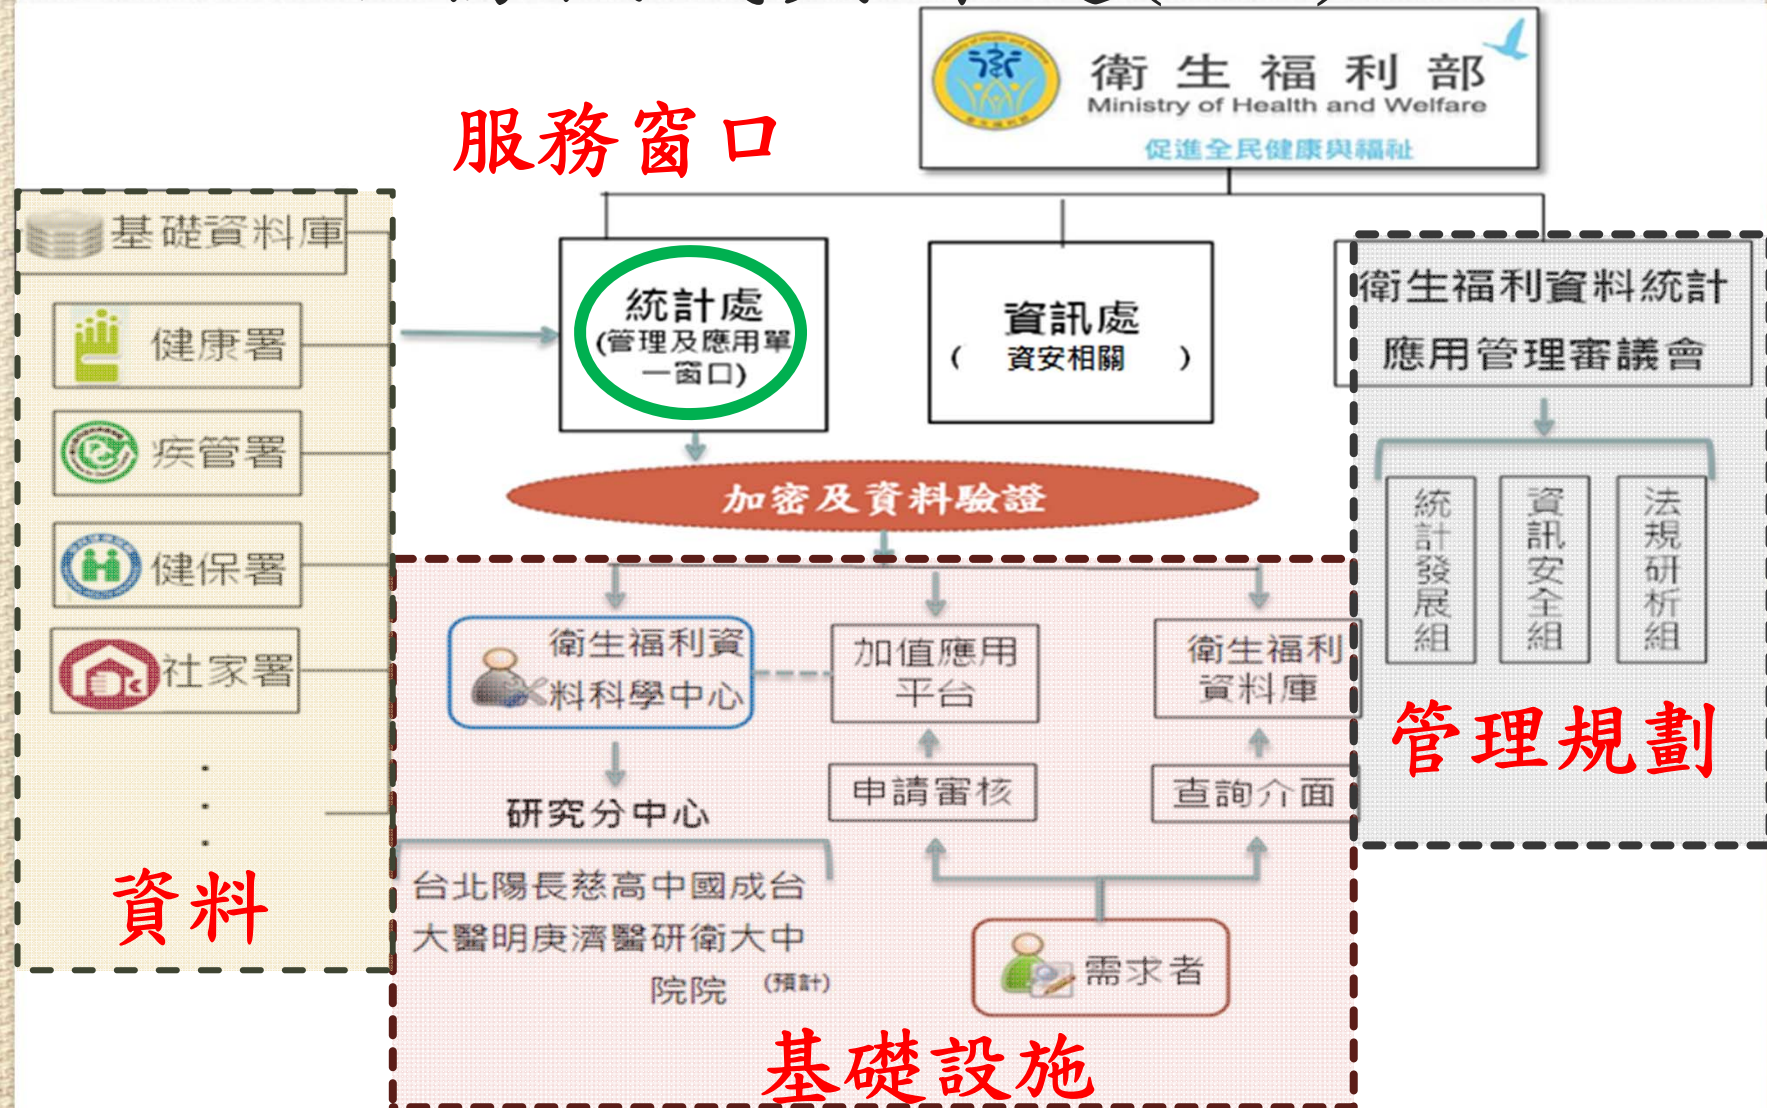 衛生福利部
Ministry of Health and Welfare
促進全民健康與福祉
服務窗口
基礎資料庫
健康署
疾管署
健保署
社家署
資料
統計處
(管理及應用單
一窗口)
資訊處
( 資安相關 )
衛生福利資料統計
應用管理審議會
統計發展組
資訊安全組
法規研析組
管理規劃
加密及資料驗證
衛生福利資
料科學中心
加值應用
平台
衛生福利
資料庫
申請審核
查詢介面
研究分中心
台北陽長慈高中國成台
大醫明庚濟醫研衛大中
院院 (預計)
需求者
基礎設施